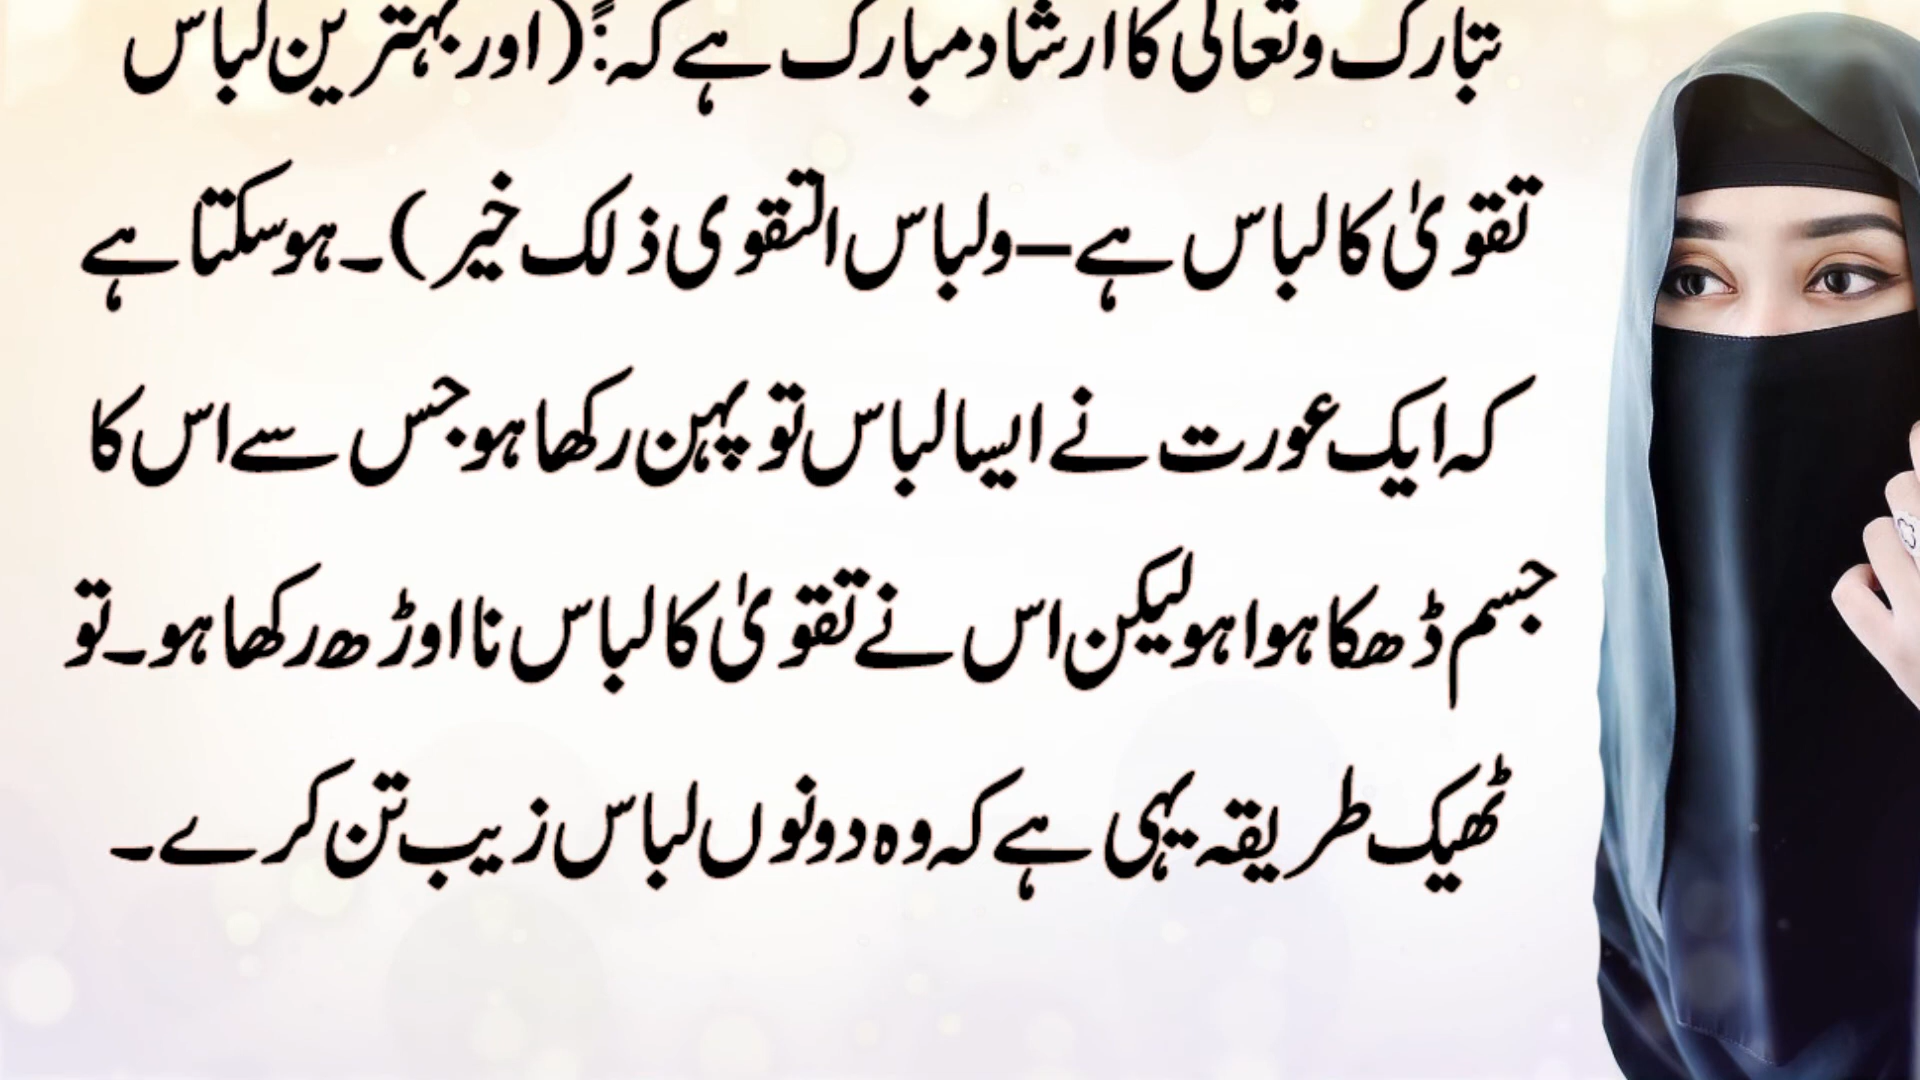 تبارک وتعالی کا ارشاد مبارک ہے کہ: ً(اور بہترین لباس
تقویٰ کا لباس ہے–ولباس التقوی ذلک خیر)۔ہوسکتا ہے
کہ ایک عورت نے ایسا لباس تو پہن رکھا ہو جس سے اس کا
جسم ڈھکا ہوا ہو لیکن اس نے تقویٰ کا لباس نا اوڑھ رکھا ہو۔تو
ٹھیک طریقہ یہی ہے کہ وہ دونوں لباس زیب تن کرے۔